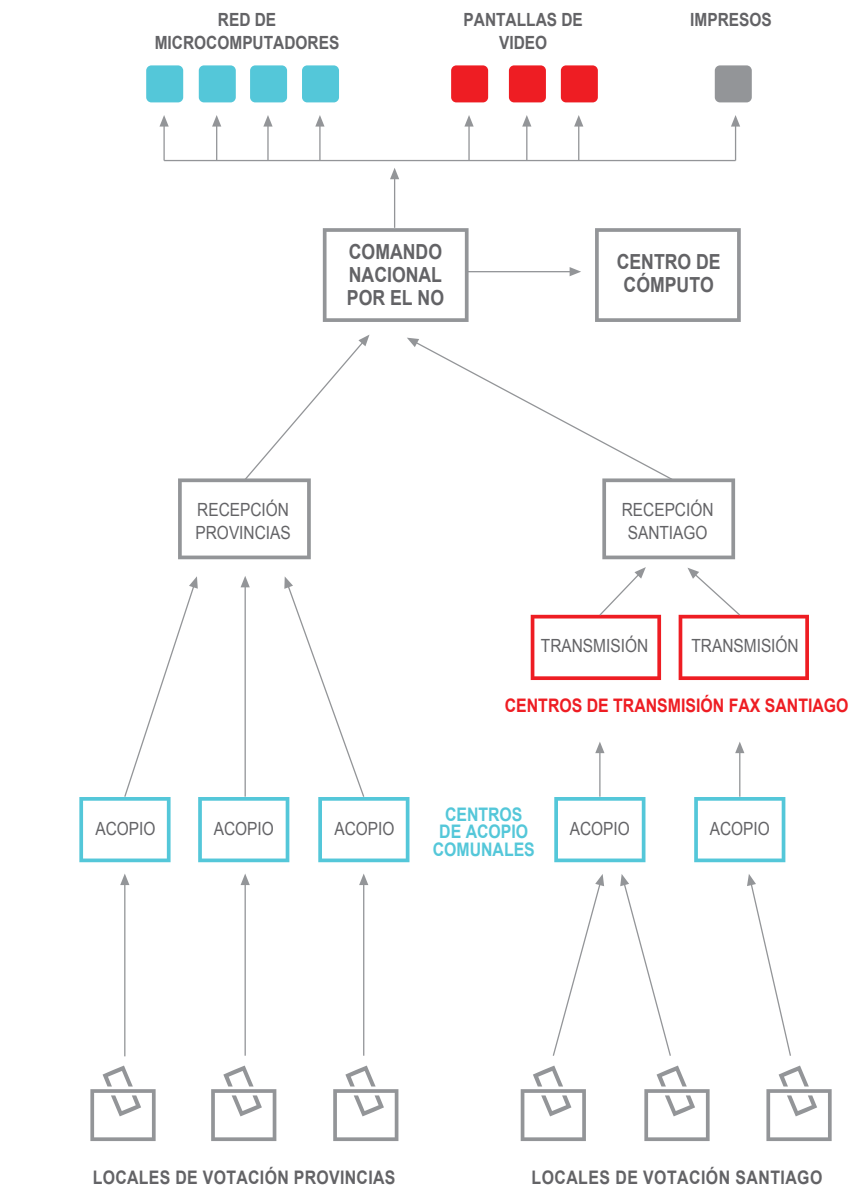 RED DE
MICROCOMPUTADORES
PANTALLAS DE
VIDEO
IMPRESOS
COMANDO
NACIONAL
POR EL NO
CENTRO DE
CÓMPUTO
RECEPCIÓN
PROVINCIAS
RECEPCIÓN
SANTIAGO
TRANSMISIÓN
TRANSMISIÓN
CENTROS DE TRANSMISIÓN FAX SANTIAGO
ACOPIO
ACOPIO
ACOPIO
CENTROS
DE ACOPIO
COMUNALES
ACOPIO
ACOPIO
LOCALES DE VOTACIÓN PROVINCIAS
LOCALES DE VOTACIÓN SANTIAGO